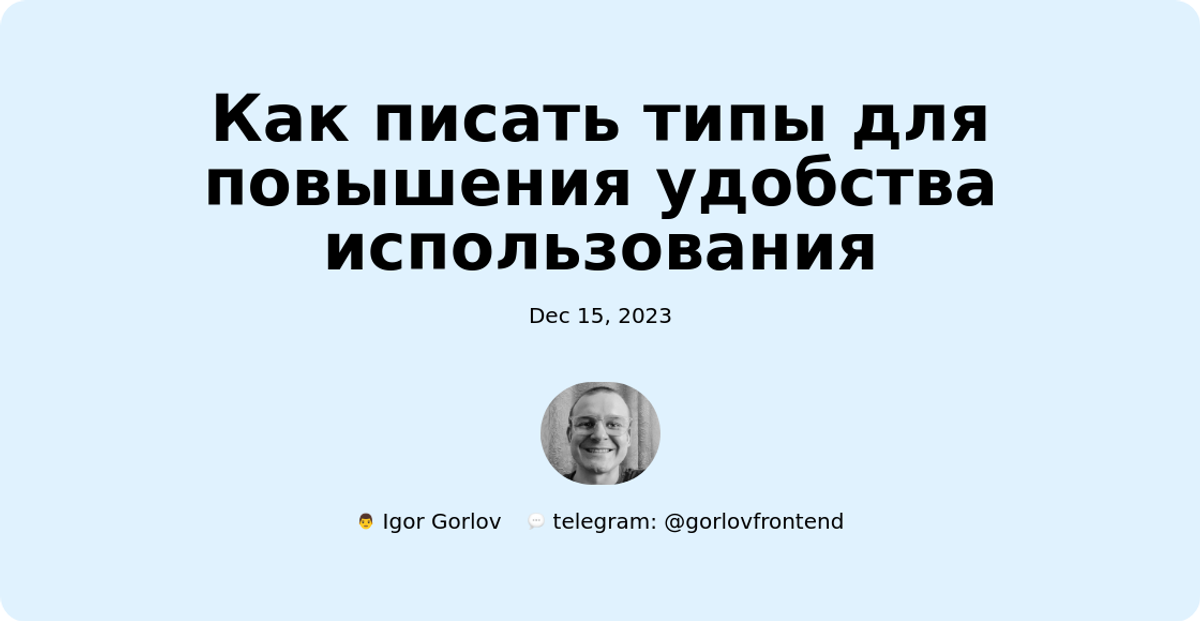 Как писать типы для
повышения удобства
использования
Dec 15, 2023
Igor Gorlov telegram: @gorlovfrontend